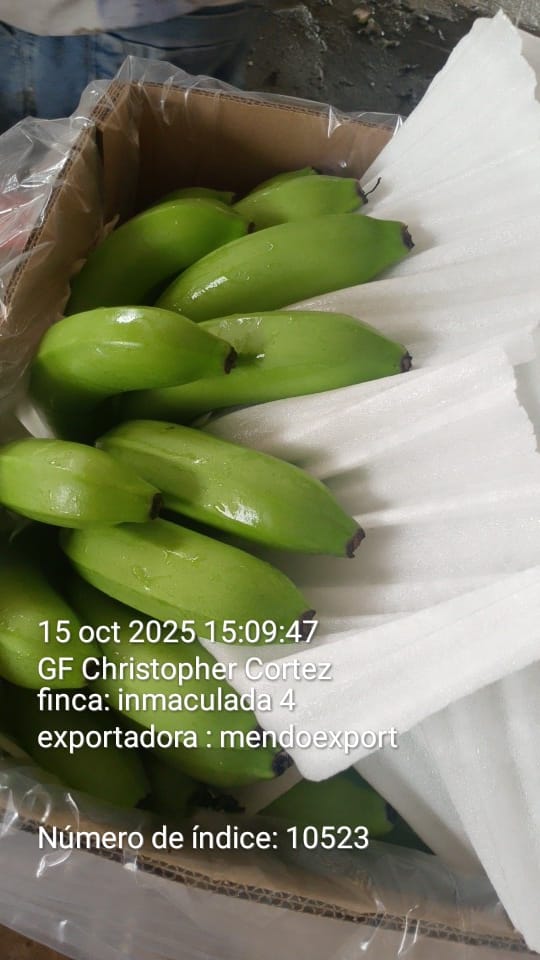 15 oct 2025 15:09:47
GF Christopher Cortez
finca: inmaculada 4
exportadora : mendoexport
Número de índice: 10523